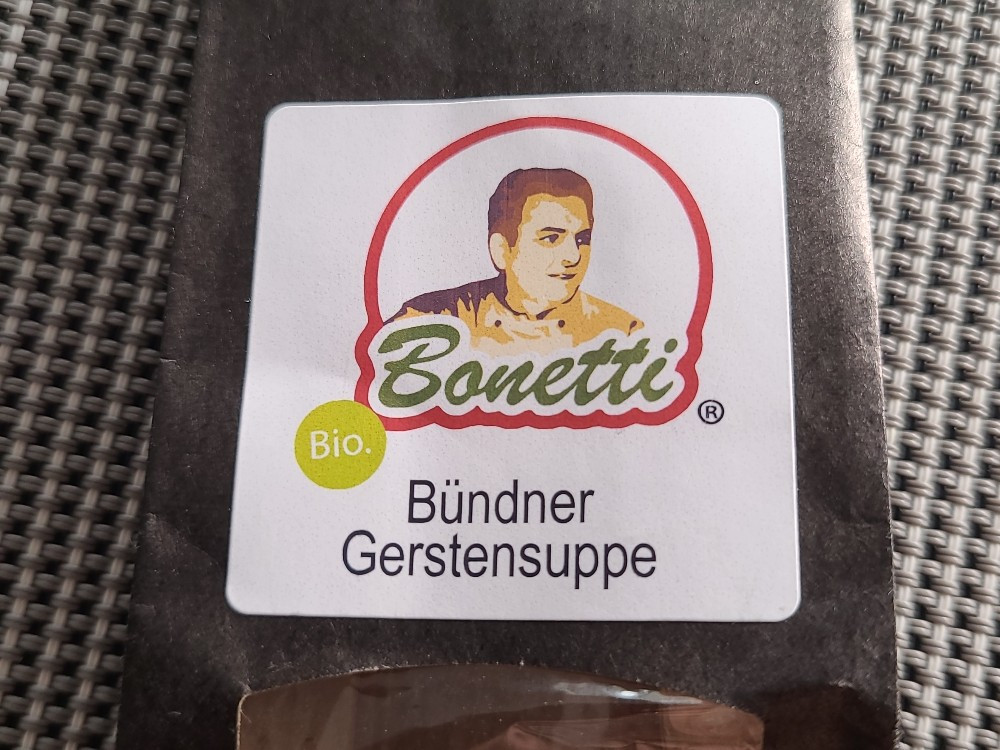 Bonetti
®
Bio.
Bündner
Gerstensuppe